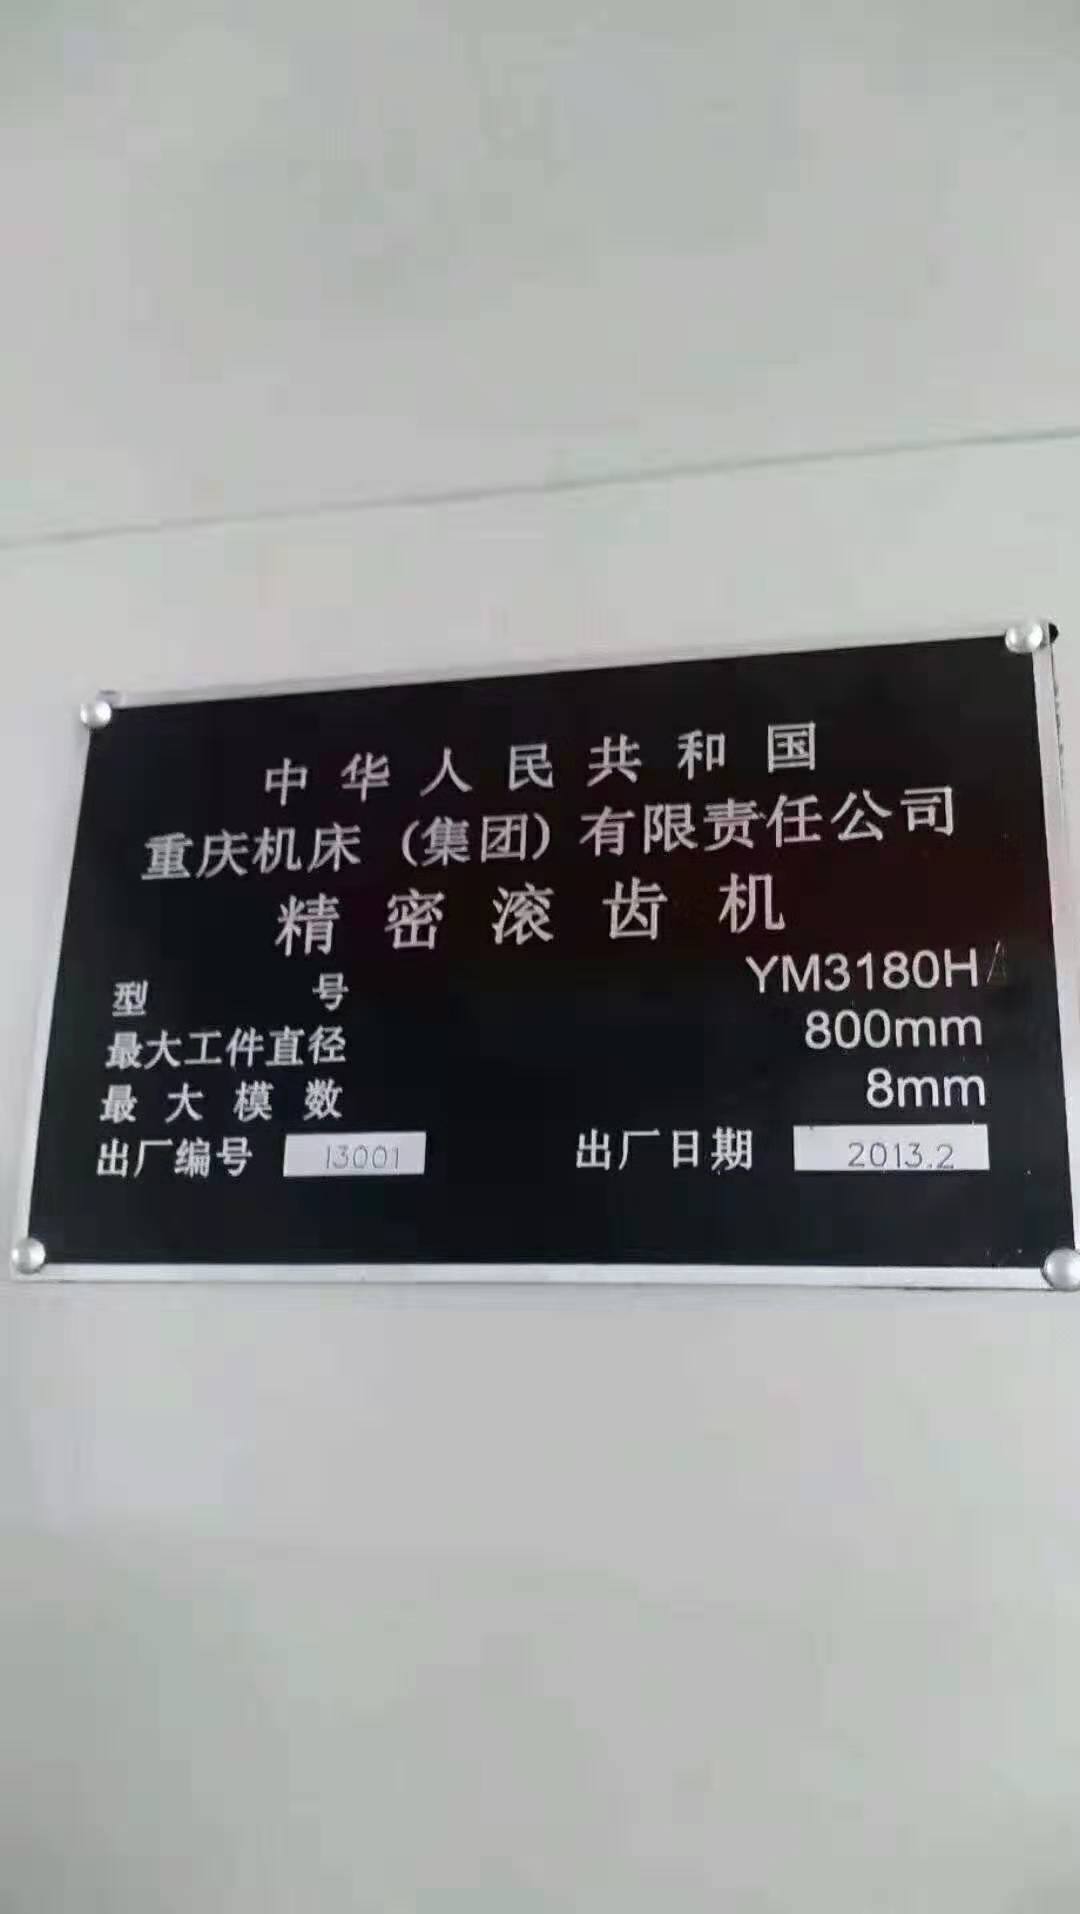 中华人民共和国
重庆机床（集团）有限责任公司
精密滚齿机
型号 YM3180H
最大工件直径 800mm
最大模数 8mm
出厂编号 13001 出厂日期 2013.2